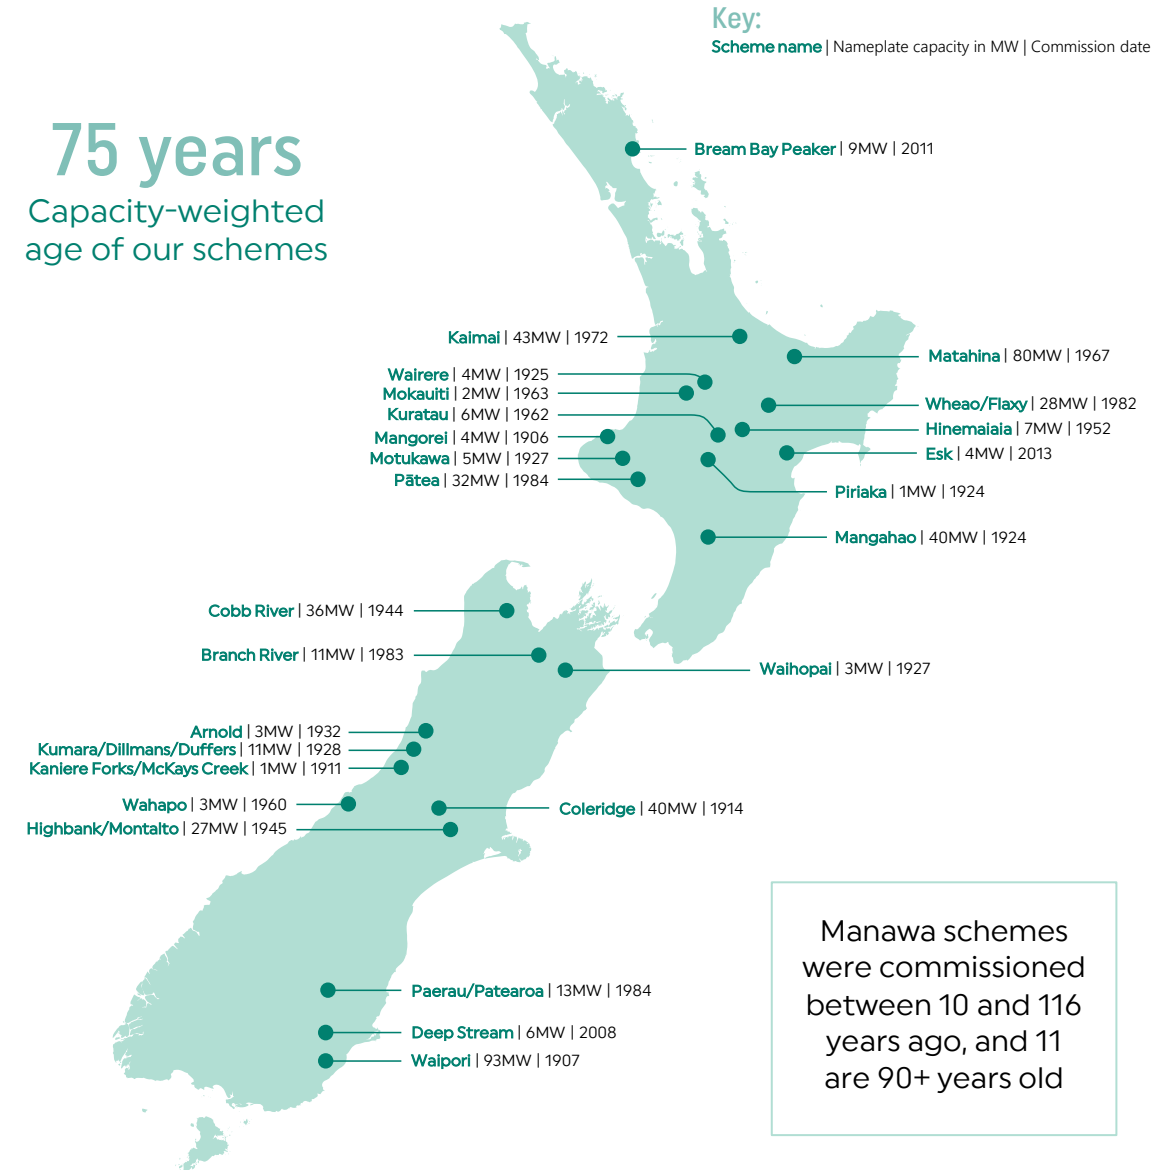 Key:
Scheme name | Nameplate capacity in MW | Commission date
75 years
Capacity-weighted
age of our schemes
Bream Bay Peaker | 9MW | 2011
Kaimai | 43MW | 1972
Matahina | 80MW | 1967
Wairere | 4MW | 1925
Mokauiti | 2MW | 1963
Kuratau | 6MW | 1962
Mangorei | 4MW | 1906
Motukawa | 5MW | 1927
Pātea | 32MW | 1984
Wheao/Flaxy | 28MW | 1982
Hinemaiaia | 7MW | 1952
Esk | 4MW | 2013
Piriaka | 1MW | 1924
Mangahao | 40MW | 1924
Cobb River | 36MW | 1944
Branch River | 11MW | 1983
Waihopai | 3MW | 1927
Arnold | 3MW | 1932
Kumara/Dillmans/Duffers | 11MW | 1928
Kaniere Forks/McKays Creek | 1MW | 1911
Wahapo | 3MW | 1960
Highbank/Montalto | 27MW | 1945
Coleridge | 40MW | 1914
Paerau/Patearoa | 13MW | 1984
Deep Stream | 6MW | 2008
Waipori | 93MW | 1907
Manawa schemes
were commissioned
between 10 and 116
years ago, and 11
are 90+ years old